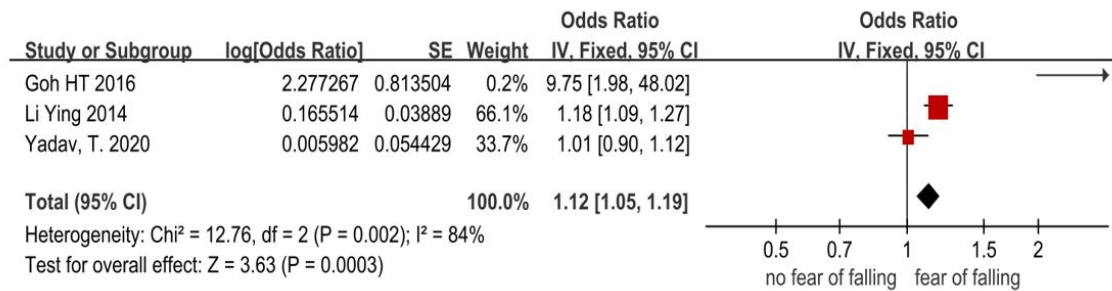 Odds Ratio Odds Ratio
Study or Subgroup log[Odds Ratio] SE Weight IV, Fixed, 95% CI IV, Fixed, 95% CI
Goh HT 2016 2.277267 0.813504 0.2% 9.75 [1.98, 48.02]
Li Ying 2014 0.165514 0.03889 66.1% 1.18 [1.09, 1.27]
Yadav, T. 2020 0.005982 0.054429 33.7% 1.01 [0.90, 1.12]
Total (95% CI) 100.0% 1.12 [1.05, 1.19]
Heterogeneity: Chi² = 12.76, df = 2 (P = 0.002); I² = 84%
Test for overall effect: Z = 3.63 (P = 0.0003)
0.5 0.7 1 1.5 2
no fear of falling fear of falling